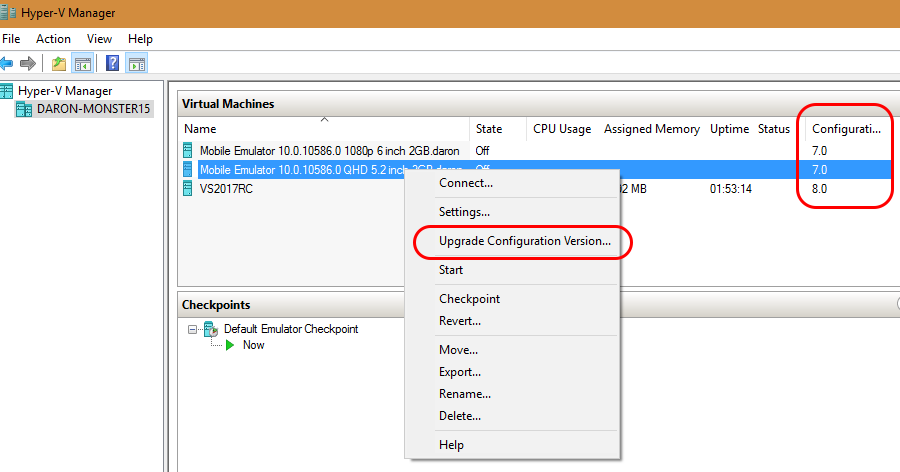 Hyper-V Manager
File Action View Help
Hyper-V Manager
DARON-MONSTER15
Virtual Machines
Name State CPU Usage Assigned Memory Uptime Status Configurati...
Mobile Emulator 10.0.10586.0 1080p 6 inch 2GB.daron Off 7.0
Mobile Emulator 10.0.10586.0 QHD 5.2 inch 2GB.daron Off 7.0
VS2017RC MB 01:53:14 8.0
Connect...
Settings...
Upgrade Configuration Version...
Start
Checkpoint
Revert...
Move...
Export...
Rename...
Delete...
Help
Checkpoints
Default Emulator Checkpoint
Now